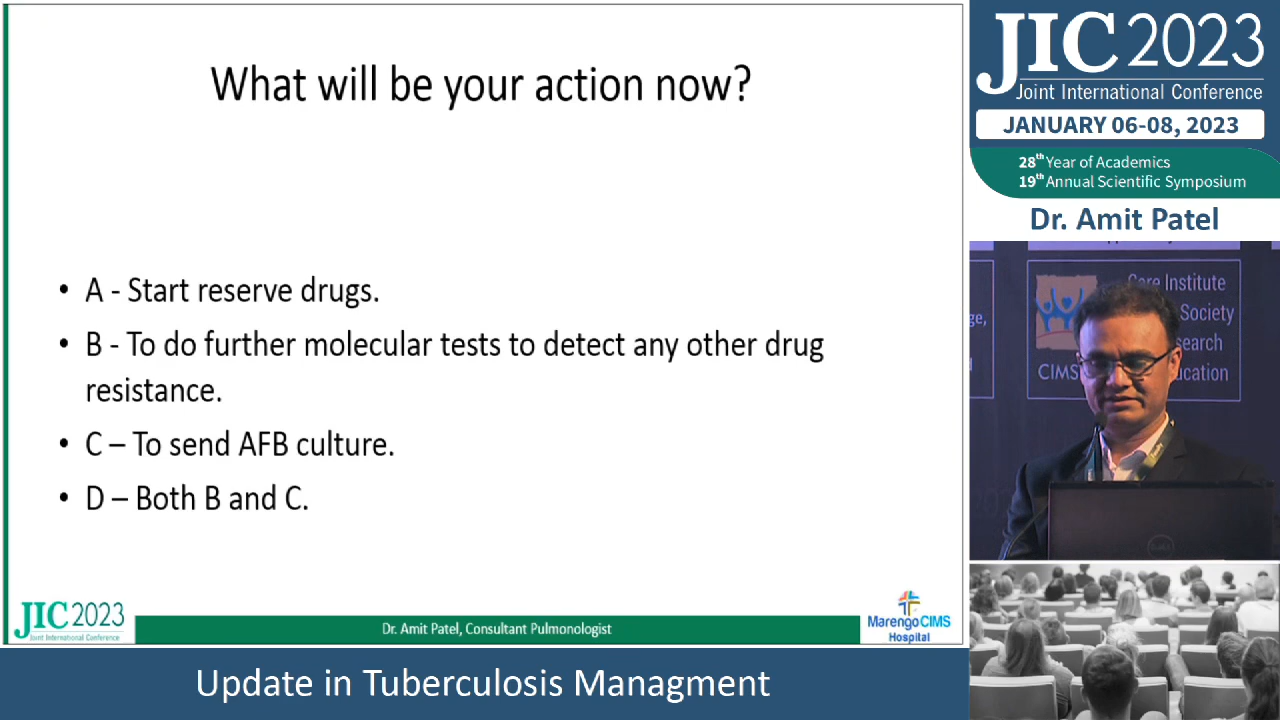 What will be your action now?
• A - Start reserve drugs.
• B - To do further molecular tests to detect any other drug
resistance.
• C – To send AFB culture.
• D – Both B and C.
JIC 2023
Joint International Conference
Dr. Amit Patel, Consultant Pulmonologist
Marengo CIMS
Hospital
Update in Tuberculosis Managment
JIC 2023
Joint International Conference
JANUARY 06-08, 2023
28th Year of Academics
19th Annual Scientific Symposium
Dr. Amit Patel
Institute
Society
CIMS